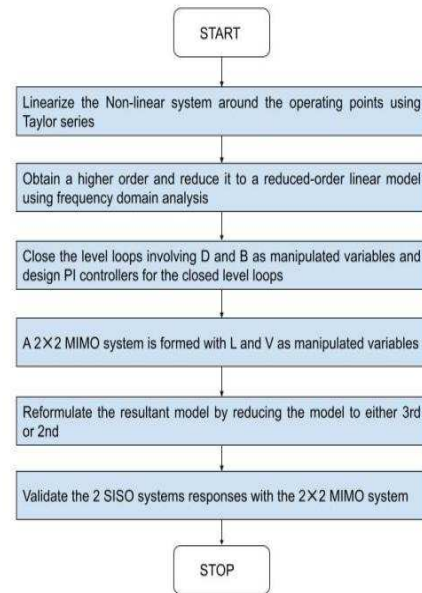 START
Linearize the Non-linear system around the operating points using
Taylor series
Obtain a higher order and reduce it to a reduced-order linear model
using frequency domain analysis
Close the level loops involving D and B as manipulated variables and
design PI controllers for the closed level loops
A 2×2 MIMO system is formed with L and V as manipulated variables
Reformulate the resultant model by reducing the model to either 3rd
or 2nd
Validate the 2 SISO systems responses with the 2×2 MIMO system
STOP